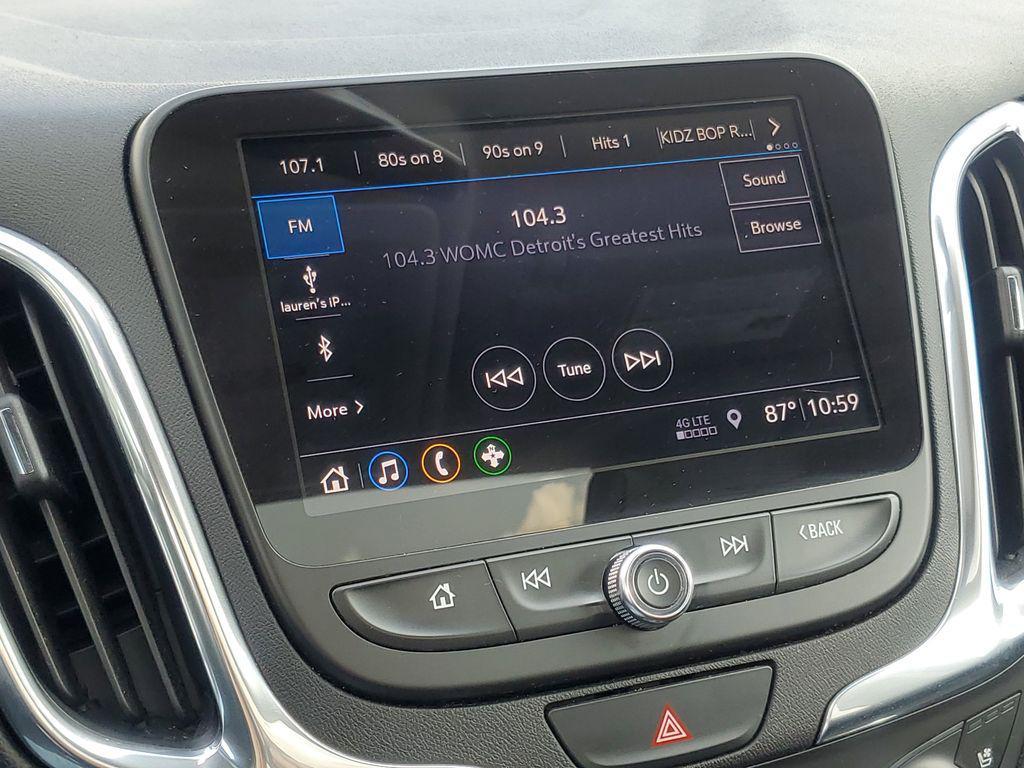 107.1 80s on 8 90s on 9 Hits 1 KIDZ BOP R...
FM
104.3
104.3 WOMC Detroit's Greatest Hits
Sound
Browse
lauren's iP...
Tune
More
4G LTE
87° 10:59
BACK